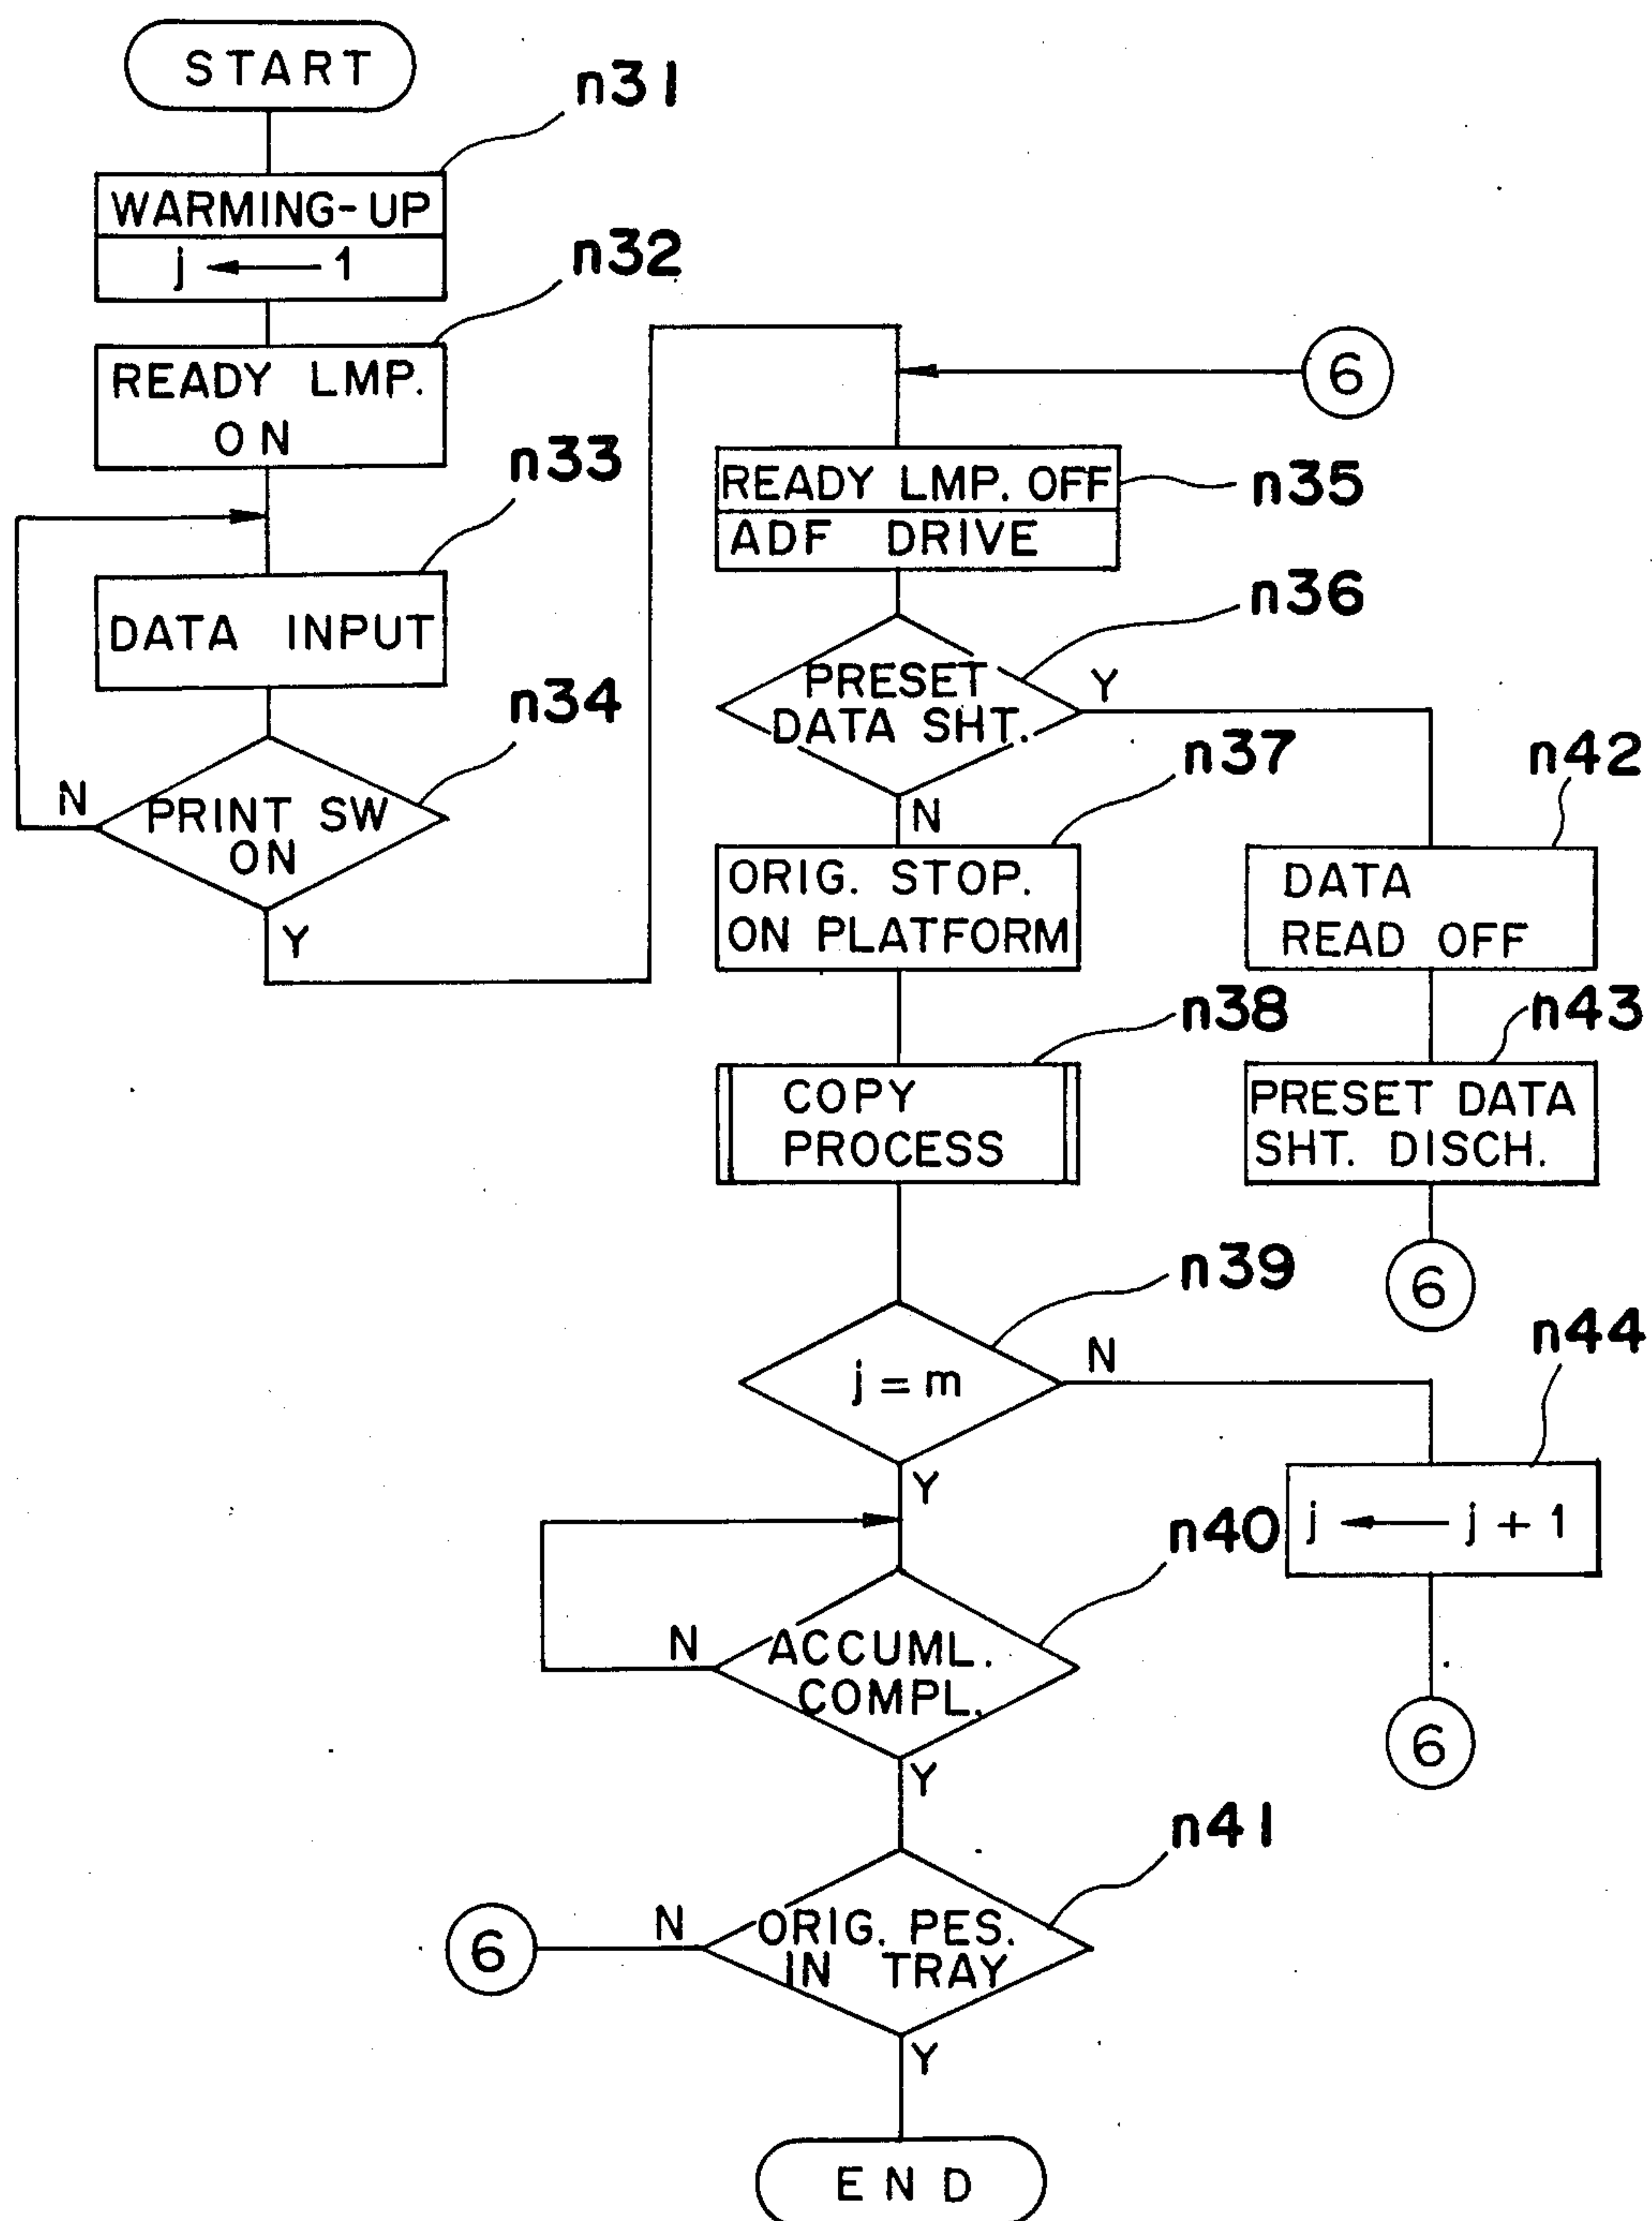 START
n31
WARMING-UP
j ← 1
n32
READY LMP.
ON
n33
DATA INPUT
n34
N
PRINT SW
ON
Y
6
READY LMP. OFF
ADF DRIVE
n35
n36
PRESET
DATA SHT.
Y
N
n37
ORIG. STOP.
ON PLATFORM
n42
DATA
READ OFF
n38
COPY
PROCESS
n43
PRESET DATA
SHT. DISCH.
6
n39
j = m
N
Y
n44
j ← j + 1
6
n40
N
ACCUML.
COMPL.
Y
n41
6
N
ORIG. PES.
IN TRAY
Y
END